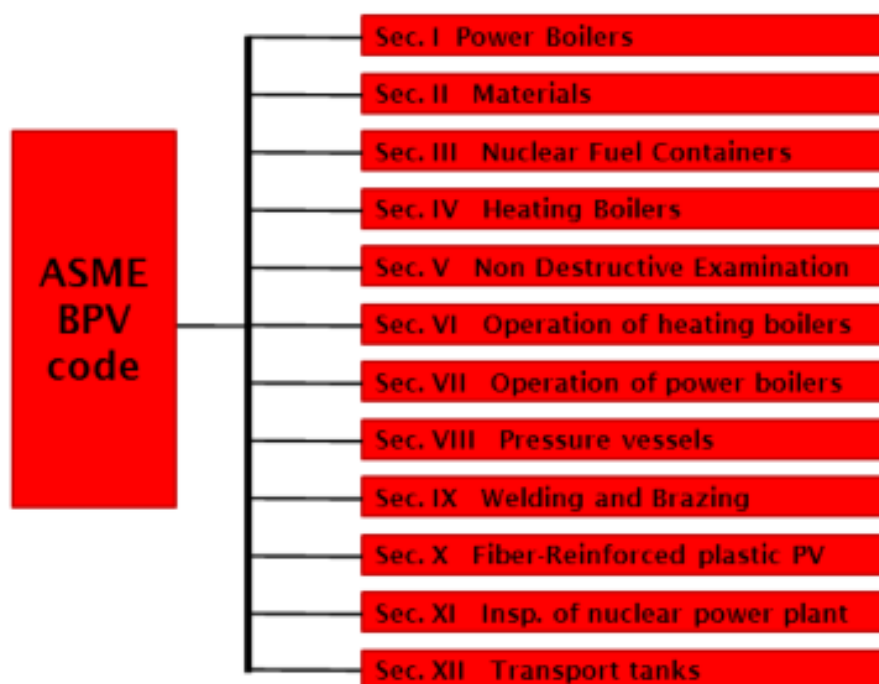 ASME
BPV
code
Sec. I Power Boilers
Sec. II Materials
Sec. III Nuclear Fuel Containers
Sec. IV Heating Boilers
Sec. V Non Destructive Examination
Sec. VI Operation of heating boilers
Sec. VII Operation of power boilers
Sec. VIII Pressure vessels
Sec. IX Welding and Brazing
Sec. X Fiber-Reinforced plastic PV
Sec. XI Insp. of nuclear power plant
Sec. XII Transport tanks